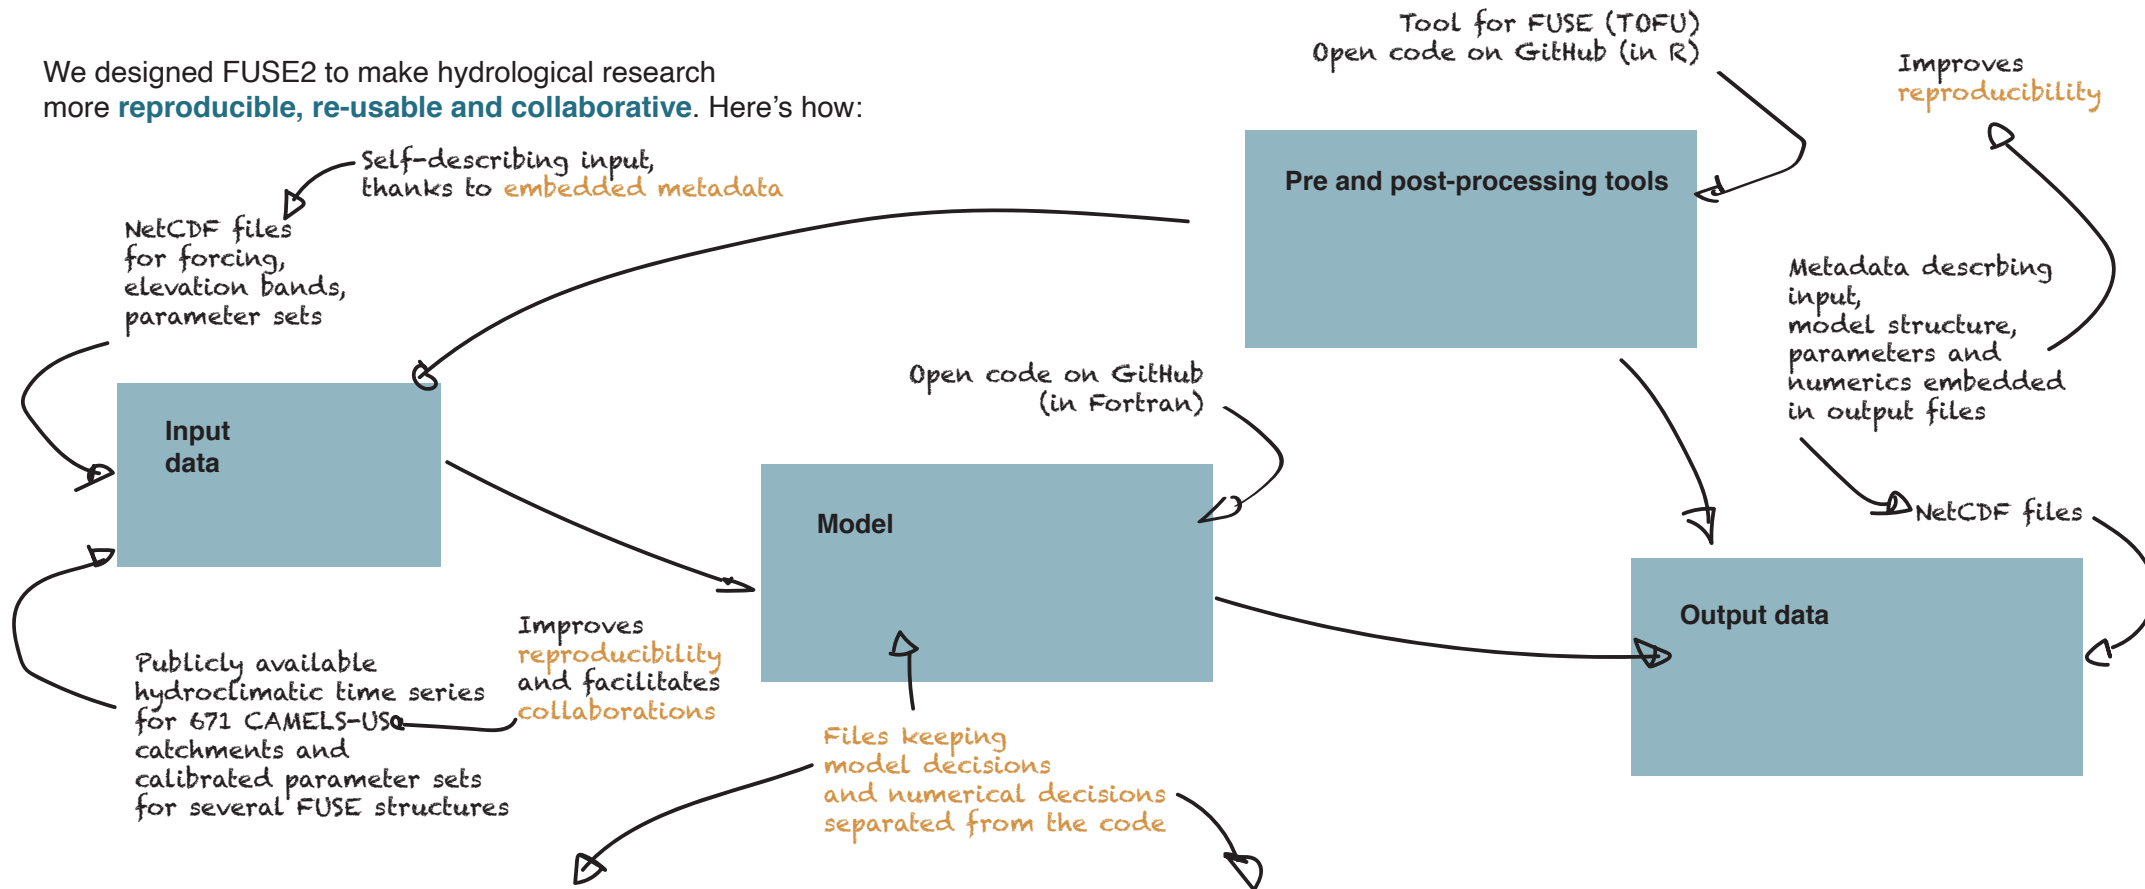 We designed FUSE2 to make hydrological research
more reproducible, re-usable and collaborative. Here's how:
Tool for FUSE (TOFU)
Open code on GitHub (in R)
Improves
reproducibility
Self-describing input,
thanks to embedded metadata
Pre and post-processing tools
NetCDF files
for forcing,
elevation bands,
parameter sets
Metadata descrbing
input,
model structure,
parameters and
numerics embedded
in output files
Open code on GitHub
(in Fortran)
Input
data
Model
NetCDF files
Output data
Publicly available
hydroclimatic time series
for 671 CAMELS-US
catchments and
calibrated parameter sets
for several FUSE structures
Improves
reproducibility
and facilitates
collaborations
Files keeping
model decisions
and numerical decisions
separated from the code